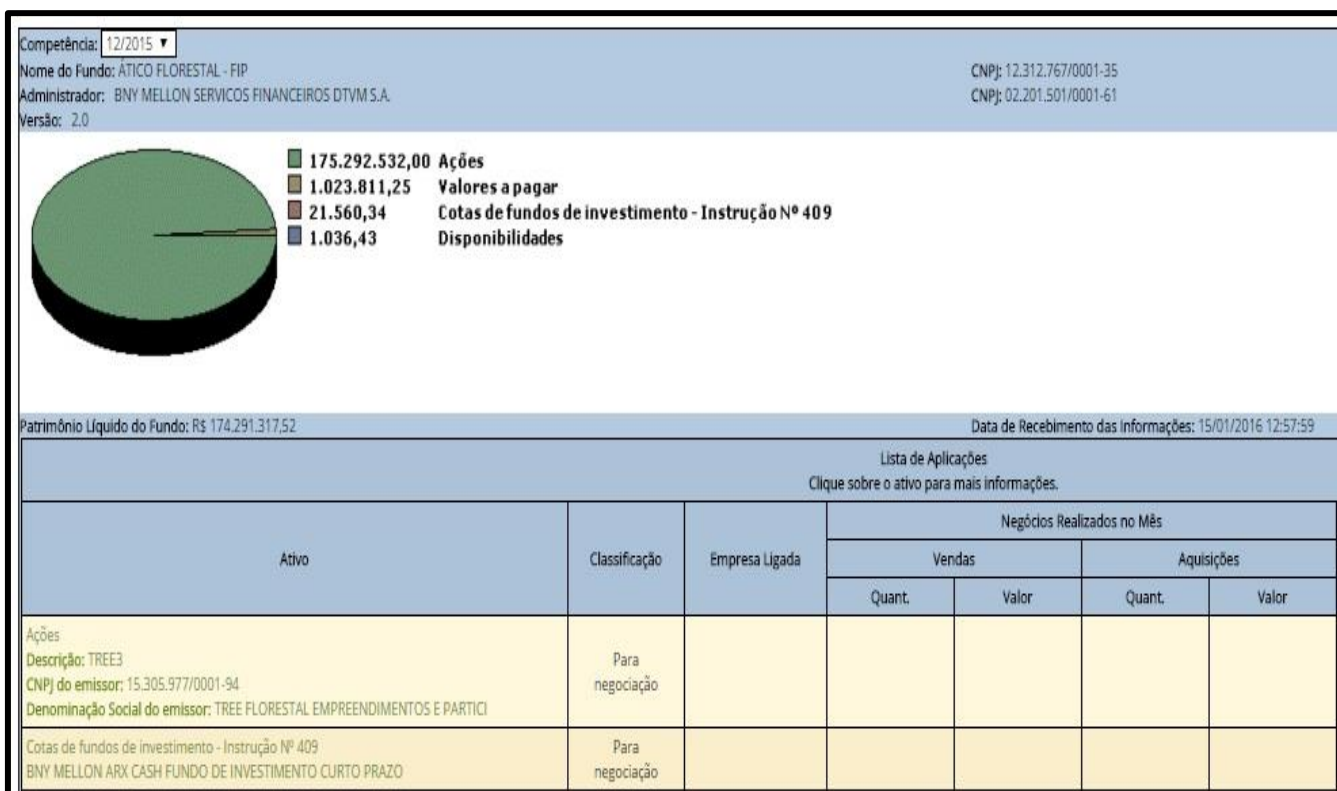 Competência: 12/2015 ▼
Nome do Fundo: ÁTICO FLORESTAL - FIP CNPJ: 12.312.767/0001-35
Administrador: BNY MELLON SERVICOS FINANCEIROS DTVM S.A. CNPJ: 02.201.501/0001-61
Versão: 2.0
175.292.532,00 Ações
1.023.811,25 Valores a pagar
21.560,34 Cotas de fundos de investimento - Instrução Nº 409
1.036,43 Disponibilidades
Patrimônio Líquido do Fundo: R$ 174.291.317,52 Data de Recebimento das Informações: 15/01/2016 12:57:59
Lista de Aplicações
Clique sobre o ativo para mais informações.
Ativo Classificação Empresa Ligada Negócios Realizados no Mês
Vendas Aquisições
Quant. Valor Quant. Valor
Ações
Descrição: TREE3
CNPJ do emissor: 15.305.977/0001-94
Denominação Social do emissor: TREE FLORESTAL EMPREENDIMENTOS E PARTICI
Para
negociação
Cotas de fundos de investimento - Instrução Nº 409
BNY MELLON ARX CASH FUNDO DE INVESTIMENTO CURTO PRAZO
Para
negociação